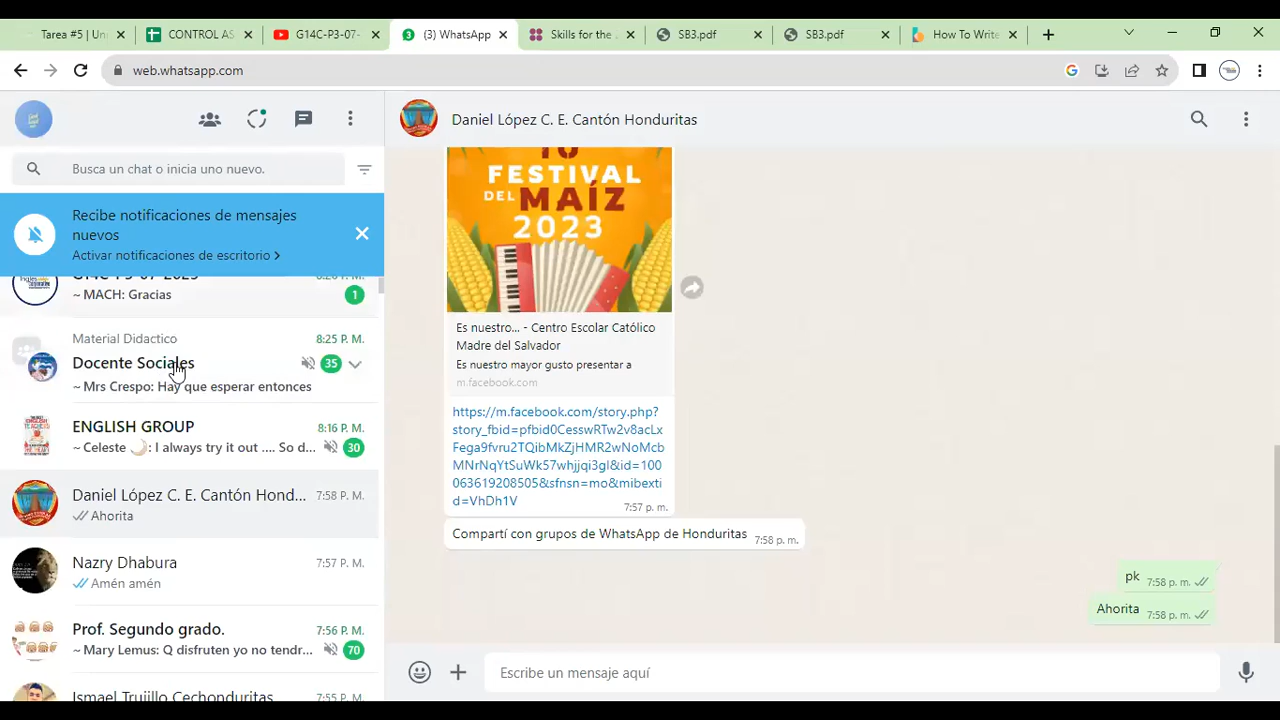 Tarea #5 | Un
CONTROL AS
G14C-P3-07-
(3) WhatsApp
Skills for the
SB3.pdf
SB3.pdf
How To Write
web.whatsapp.com
Busca un chat o inicia uno nuevo.
Recibe notificaciones de mensajes
nuevos
Activar notificaciones de escritorio >
G14C-P3-07-2023
~ MACH: Gracias
1
Material Didactico
8:25 P. M.
Docente Sociales
35
~ Mrs Crespo: Hay que esperar entonces
ENGLISH GROUP
8:16 P. M.
~ Celeste 🌙: I always try it out .... So d...
30
Daniel López C. E. Cantón Hond...
7:58 P. M.
Ahorita
Nazry Dhabura
7:57 P. M.
Amén amén
Prof. Segundo grado.
7:56 P. M.
~ Mary Lemus: Q disfruten yo no tendr...
70
Ismael Trujillo Cechonduritas
7:55 P. M.
Daniel López C. E. Cantón Honduritas
10
FESTIVAL
DEL MAÍZ
2023
Es nuestro... - Centro Escolar Católico
Madre del Salvador
Es nuestro mayor gusto presentar a
m.facebook.com
https://m.facebook.com/story.php?
story_fbid=pfbid0CesswRTw2v8acLx
Fega9fvru2TQibMkZjHMR2wNoMcb
MNrNqYtSuWk57whjjqi3gl&id=100
063619208505&sfnsn=mo&mibexti
d=VhDh1V
7:57 p. m.
Compartí con grupos de WhatsApp de Honduritas
7:58 p. m.
pk
7:58 p. m.
Ahorita
7:58 p. m.
Escribe un mensaje aquí